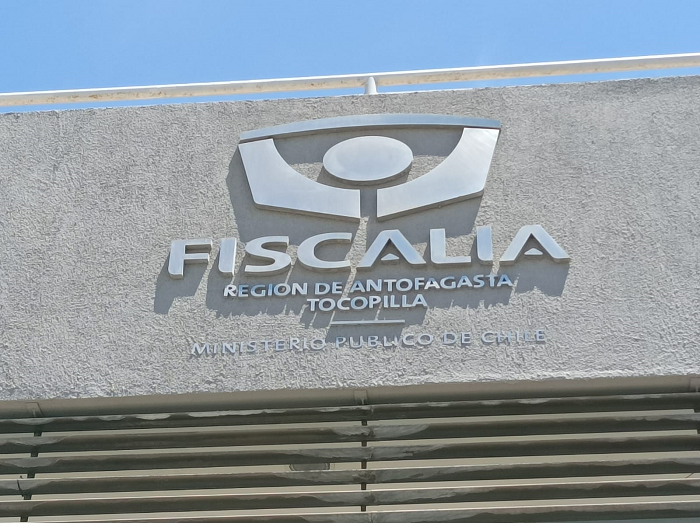 FISCALIA
REGION DE ANTOFAGASTA
TOCOPILLA
MINISTERIO PUBLICO DE CHILE